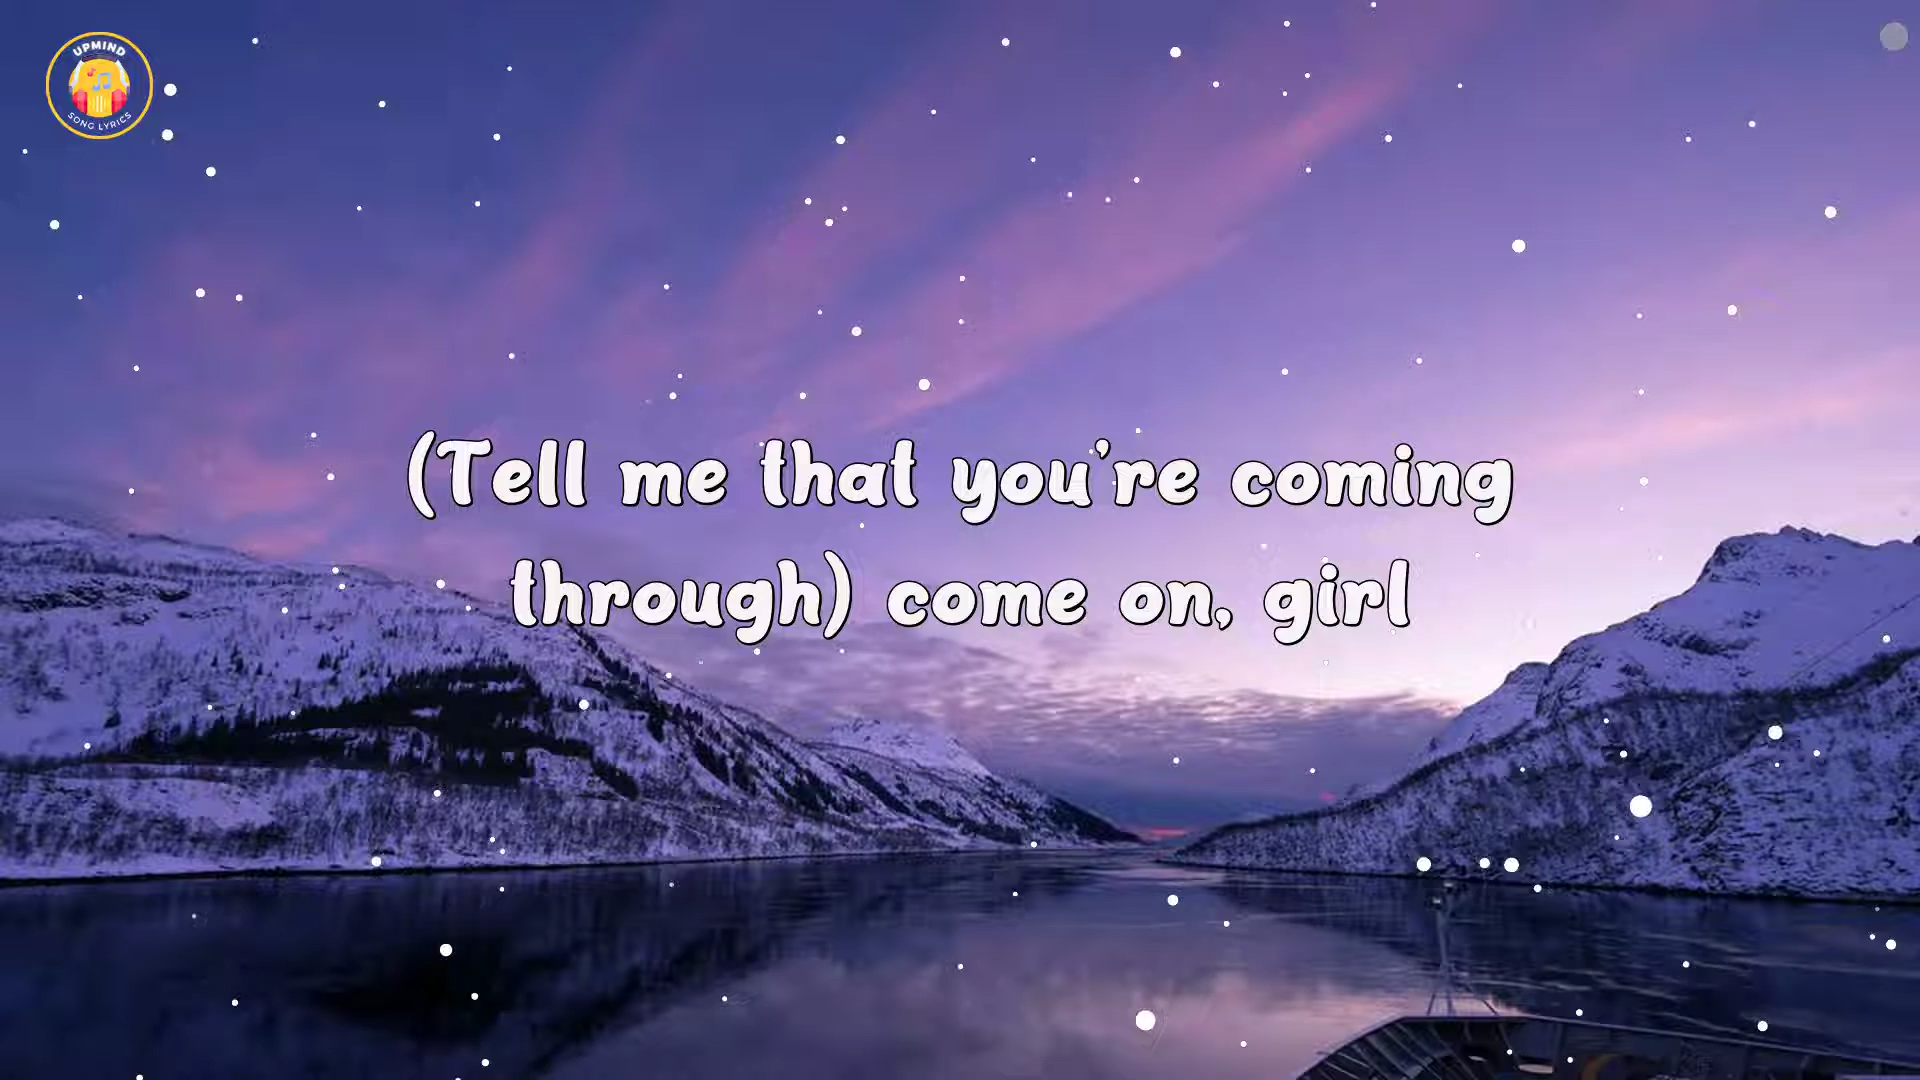 UPMIND
SONG LYRICS
(Tell me that you're coming
through) come on, girl